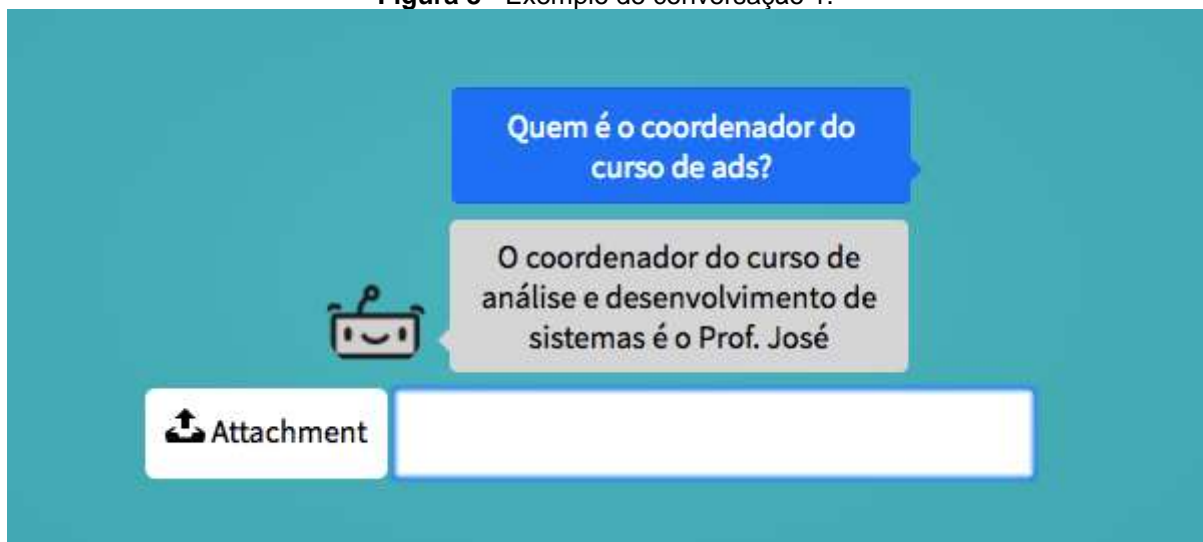 Quem é o coordenador do
curso de ads?
O coordenador do curso de
análise e desenvolvimento de
sistemas é o Prof. José
Attachment